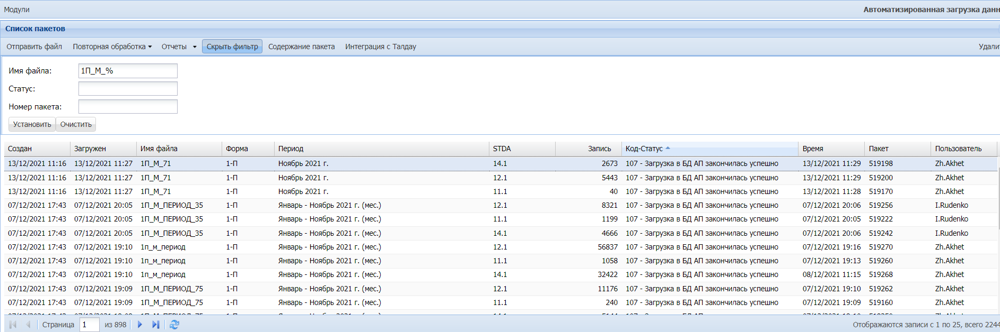 Модули Автоматизированная загрузка данн
Список пакетов
Отправить файл Повторная обработка Отчеты Скрыть фильтр Содержание пакета Интеграция с Талдау Удали
Имя файла: 1П_М_%
Статус:
Номер пакета:
Установить Очистить
Создан Загружен Имя файла Форма Период STDA Запись Код-Статус Время Пакет Пользователь
13/12/2021 11:16 13/12/2021 11:27 1П_М_71 1-П Ноябрь 2021 г. 14.1 2673 107 - Загрузка в БД АП закончилась успешно 13/12/2021 11:29 519198 Zh.Akhet
13/12/2021 11:16 13/12/2021 11:27 1П_М_71 1-П Ноябрь 2021 г. 12.1 5443 107 - Загрузка в БД АП закончилась успешно 13/12/2021 11:29 519200 Zh.Akhet
13/12/2021 11:16 13/12/2021 11:27 1П_М_71 1-П Ноябрь 2021 г. 11.1 40 107 - Загрузка в БД АП закончилась успешно 13/12/2021 11:28 519170 Zh.Akhet
07/12/2021 17:43 07/12/2021 20:05 1П_М_ПЕРИОД_35 1-П Январь - Ноябрь 2021 г. (мес.) 12.1 8321 107 - Загрузка в БД АП закончилась успешно 07/12/2021 20:06 519256 I.Rudenko
07/12/2021 17:43 07/12/2021 20:05 1П_М_ПЕРИОД_35 1-П Январь - Ноябрь 2021 г. (мес.) 11.1 1199 107 - Загрузка в БД АП закончилась успешно 07/12/2021 20:05 519222 I.Rudenko
07/12/2021 17:43 07/12/2021 20:05 1П_М_ПЕРИОД_35 1-П Январь - Ноябрь 2021 г. (мес.) 14.1 4666 107 - Загрузка в БД АП закончилась успешно 07/12/2021 20:06 519242 I.Rudenko
07/12/2021 17:43 07/12/2021 19:10 1п_м_период 1-П Январь - Ноябрь 2021 г. (мес.) 12.1 56837 107 - Загрузка в БД АП закончилась успешно 07/12/2021 19:16 519270 Zh.Akhet
07/12/2021 17:43 07/12/2021 19:10 1п_м_период 1-П Январь - Ноябрь 2021 г. (мес.) 11.1 1058 107 - Загрузка в БД АП закончилась успешно 07/12/2021 19:13 519260 Zh.Akhet
07/12/2021 17:43 07/12/2021 19:10 1п_м_период 1-П Январь - Ноябрь 2021 г. (мес.) 14.1 32422 107 - Загрузка в БД АП закончилась успешно 08/12/2021 11:15 519268 Zh.Akhet
07/12/2021 17:43 07/12/2021 19:09 1П_М_ПЕРИОД_75 1-П Январь - Ноябрь 2021 г. (мес.) 12.1 11176 107 - Загрузка в БД АП закончилась успешно 07/12/2021 19:10 519262 Zh.Akhet
07/12/2021 17:43 07/12/2021 19:09 1П_М_ПЕРИОД_75 1-П Январь - Ноябрь 2021 г. (мес.) 11.1 240 107 - Загрузка в БД АП закончилась успешно 07/12/2021 19:09 519160 Zh.Akhet
Страница 1 из 898 Отображаются записи с 1 по 25, всего 2244